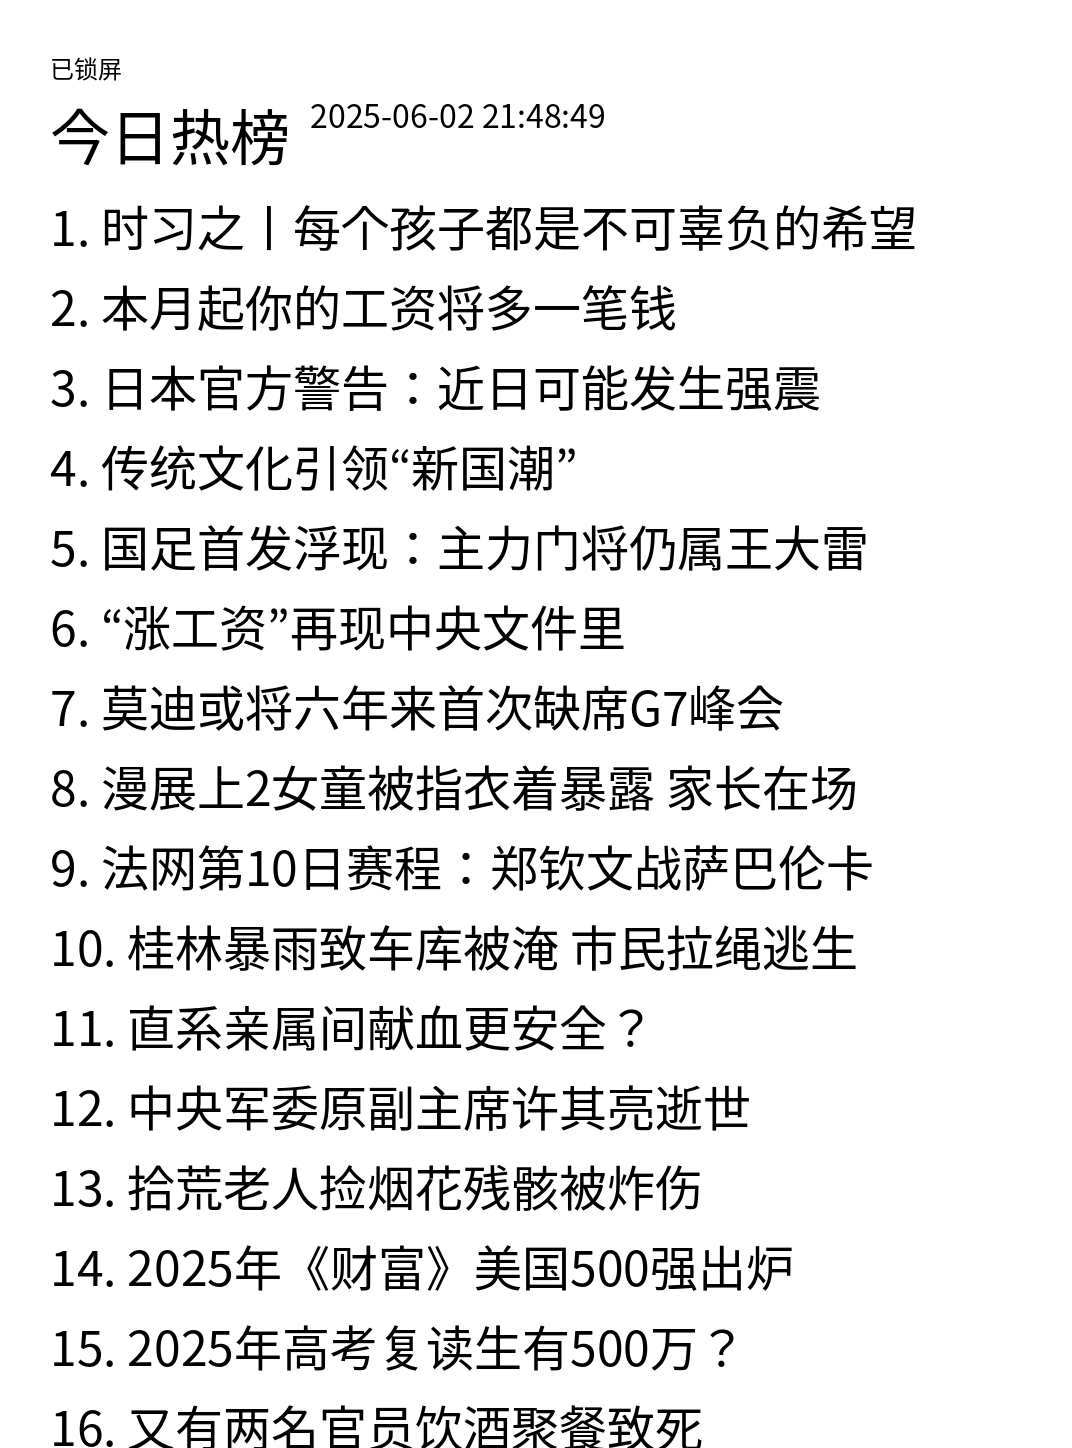 已锁屏
今日热榜 2025-06-02 21:48:49
1. 时习之丨每个孩子都是不可辜负的希望
2. 本月起你的工资将多一笔钱
3. 日本官方警告：近日可能发生强震
4. 传统文化引领“新国潮”
5. 国足首发浮现：主力门将仍属王大雷
6. “涨工资”再现中央文件里
7. 莫迪或将六年来首次缺席G7峰会
8. 漫展上2女童被指衣着暴露 家长在场
9. 法网第10日赛程：郑钦文战萨巴伦卡
10. 桂林暴雨致车库被淹 市民拉绳逃生
11. 直系亲属间献血更安全？
12. 中央军委原副主席许其亮逝世
13. 拾荒老人捡烟花残骸被炸伤
14. 2025年《财富》美国500强出炉
15. 2025年高考复读生有500万？
16. 又有两名官员饮酒聚餐致死